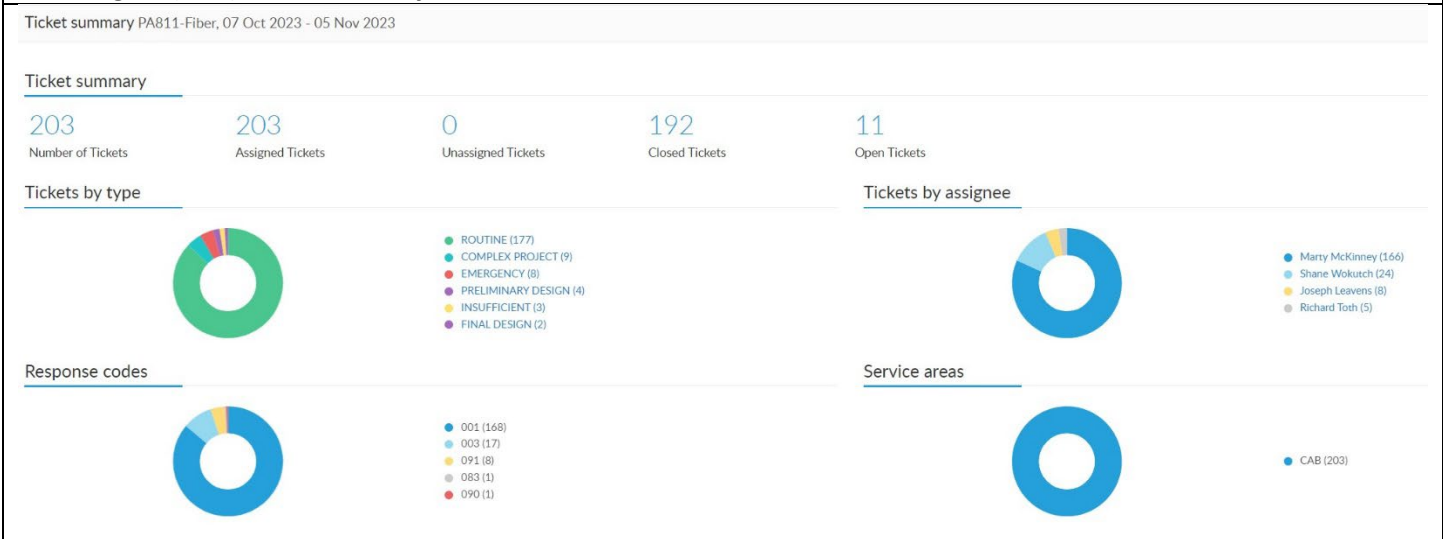 Ticket summary PA811-Fiber, 07 Oct 2023 - 05 Nov 2023
Ticket summary
203
Number of Tickets
203
Assigned Tickets
0
Unassigned Tickets
192
Closed Tickets
11
Open Tickets
Tickets by type
ROUTINE (177)
COMPLEX PROJECT (9)
EMERGENCY (8)
PRELIMINARY DESIGN (4)
INSUFFICIENT (3)
FINAL DESIGN (2)
Tickets by assignee
Marty McKinney (166)
Shane Wokutch (24)
Joseph Leavens (8)
Richard Toth (5)
Response codes
001 (168)
003 (17)
091 (8)
083 (1)
090 (1)
Service areas
CAB (203)